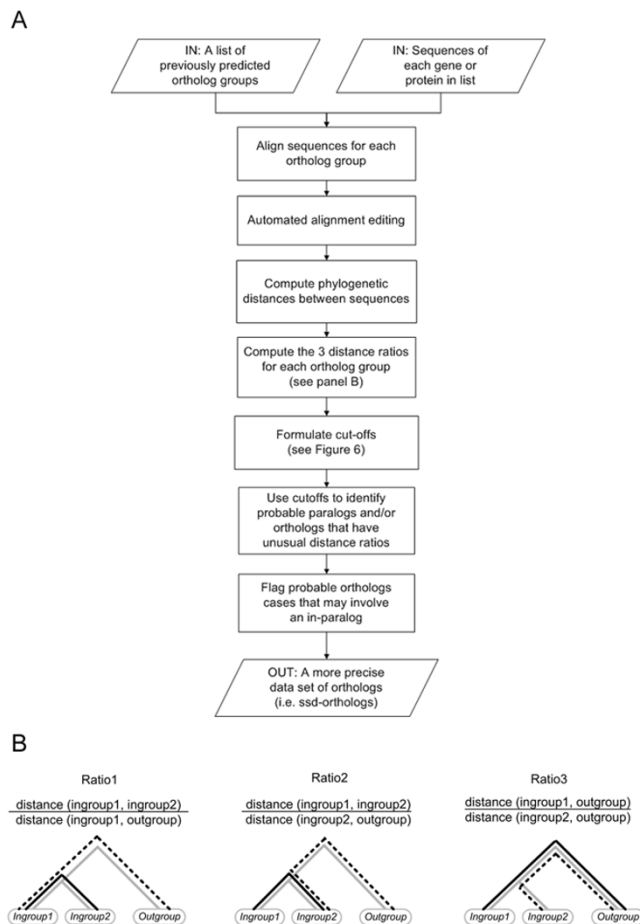 A
IN: A list of
previously predicted
ortholog groups
IN: Sequences of
each gene or
protein in list
Align sequences for each
ortholog group
Automated alignment editing
Compute phylogenetic
distances between sequences
Compute the 3 distance ratios
for each ortholog group
(see panel B)
Formulate cut-offs
(see Figure 6)
Use cutoffs to identify
probable paralogs and/or
orthologs that have
unusual distance ratios
Flag probable orthologs
cases that may involve
an in-paralog
OUT: A more precise
data set of orthologs
(i.e. ssd-orthologs)
B
Ratio1
distance (ingroup1, ingroup2)
distance (ingroup1, outgroup)
Ingroup1 Ingroup2 Outgroup
Ratio2
distance (ingroup1, ingroup2)
distance (ingroup2, outgroup)
Ingroup1 Ingroup2 Outgroup
Ratio3
distance (ingroup1, outgroup)
distance (ingroup2, outgroup)
Ingroup1 Ingroup2 Outgroup